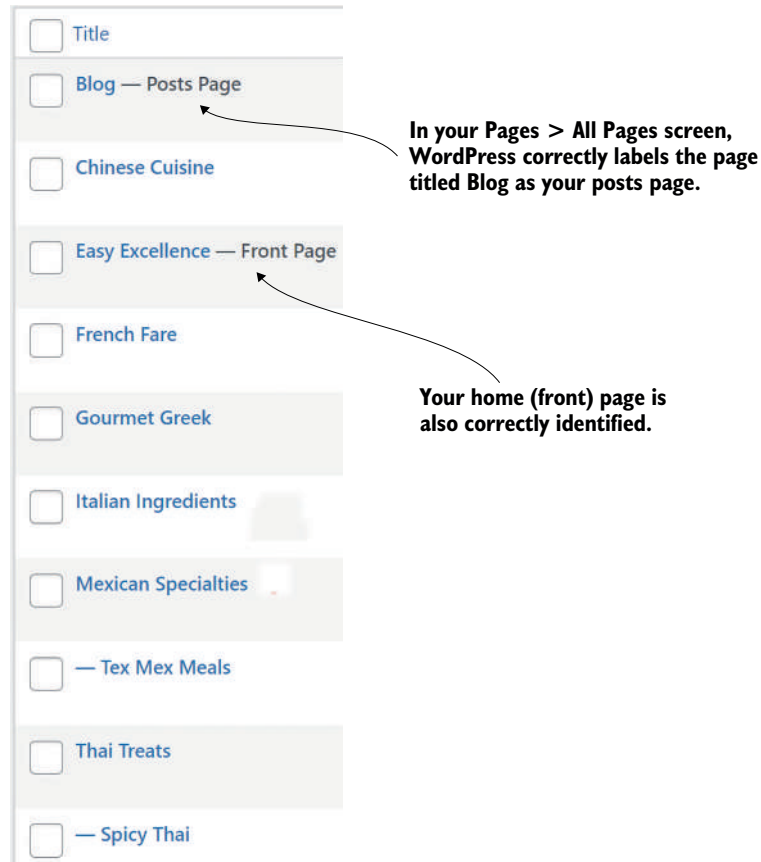 Title
Blog — Posts Page
In your Pages > All Pages screen,
WordPress correctly labels the page
titled Blog as your posts page.
Chinese Cuisine
Easy Excellence — Front Page
French Fare
Your home (front) page is
also correctly identified.
Gourmet Greek
Italian Ingredients
Mexican Specialties
— Tex Mex Meals
Thai Treats
— Spicy Thai